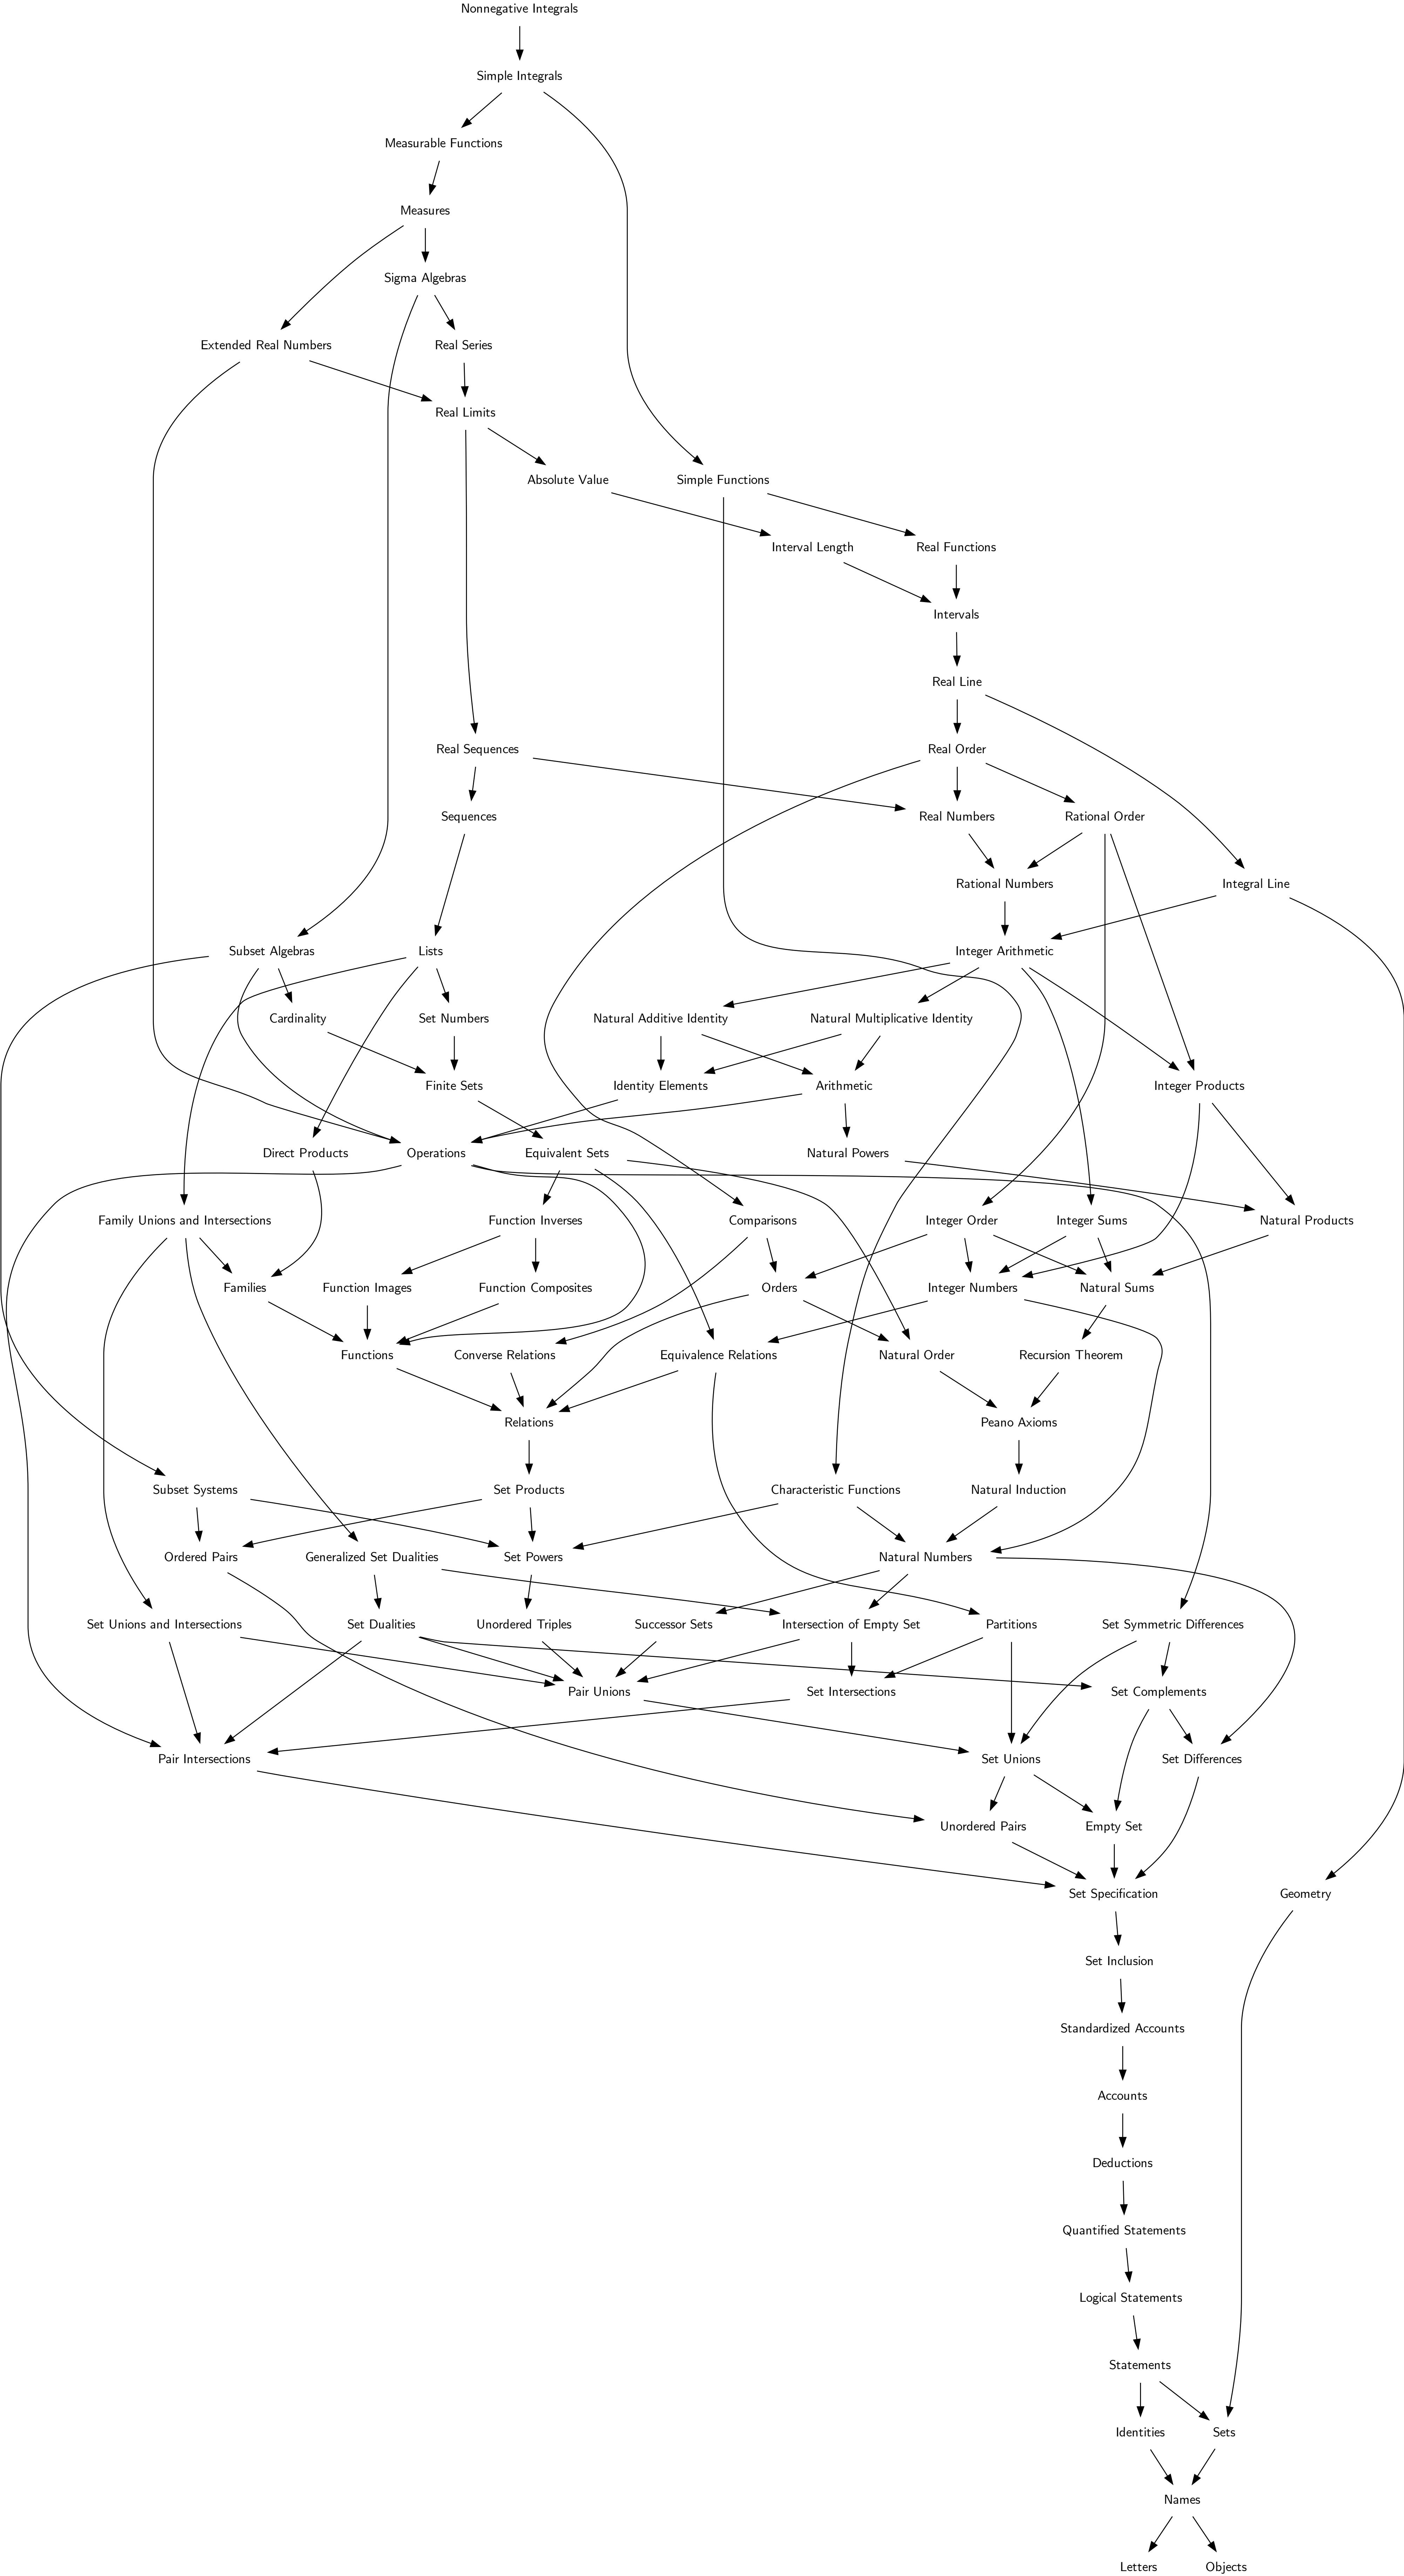 Nonnegative Integrals
Simple Integrals
Measurable Functions
Measures
Sigma Algebras
Extended Real Numbers
Real Series
Real Limits
Absolute Value
Simple Functions
Interval Length
Real Functions
Intervals
Real Line
Real Sequences
Real Order
Sequences
Real Numbers
Rational Order
Rational Numbers
Integral Line
Subset Algebras
Lists
Integer Arithmetic
Cardinality
Set Numbers
Natural Additive Identity
Natural Multiplicative Identity
Finite Sets
Identity Elements
Arithmetic
Integer Products
Direct Products
Operations
Equivalent Sets
Natural Powers
Family Unions and Intersections
Function Inverses
Comparisons
Integer Order
Integer Sums
Natural Products
Families
Function Images
Function Composites
Orders
Integer Numbers
Natural Sums
Functions
Converse Relations
Equivalence Relations
Natural Order
Recursion Theorem
Relations
Peano Axioms
Subset Systems
Set Products
Characteristic Functions
Natural Induction
Ordered Pairs
Generalized Set Dualities
Set Powers
Natural Numbers
Set Unions and Intersections
Set Dualities
Unordered Triples
Successor Sets
Intersection of Empty Set
Partitions
Set Symmetric Differences
Pair Unions
Set Intersections
Set Complements
Pair Intersections
Set Unions
Set Differences
Unordered Pairs
Empty Set
Set Specification
Geometry
Set Inclusion
Standardized Accounts
Accounts
Deductions
Quantified Statements
Logical Statements
Statements
Identities
Sets
Names
Letters
Objects